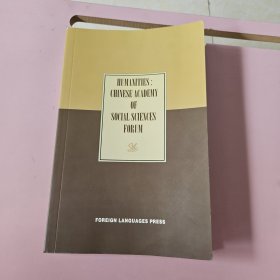 HUMANITIES:
CHINESE ACADEMY
OF
SOCIAL SCIENCES
FORUM
FOREIGN LANGUAGES PRESS